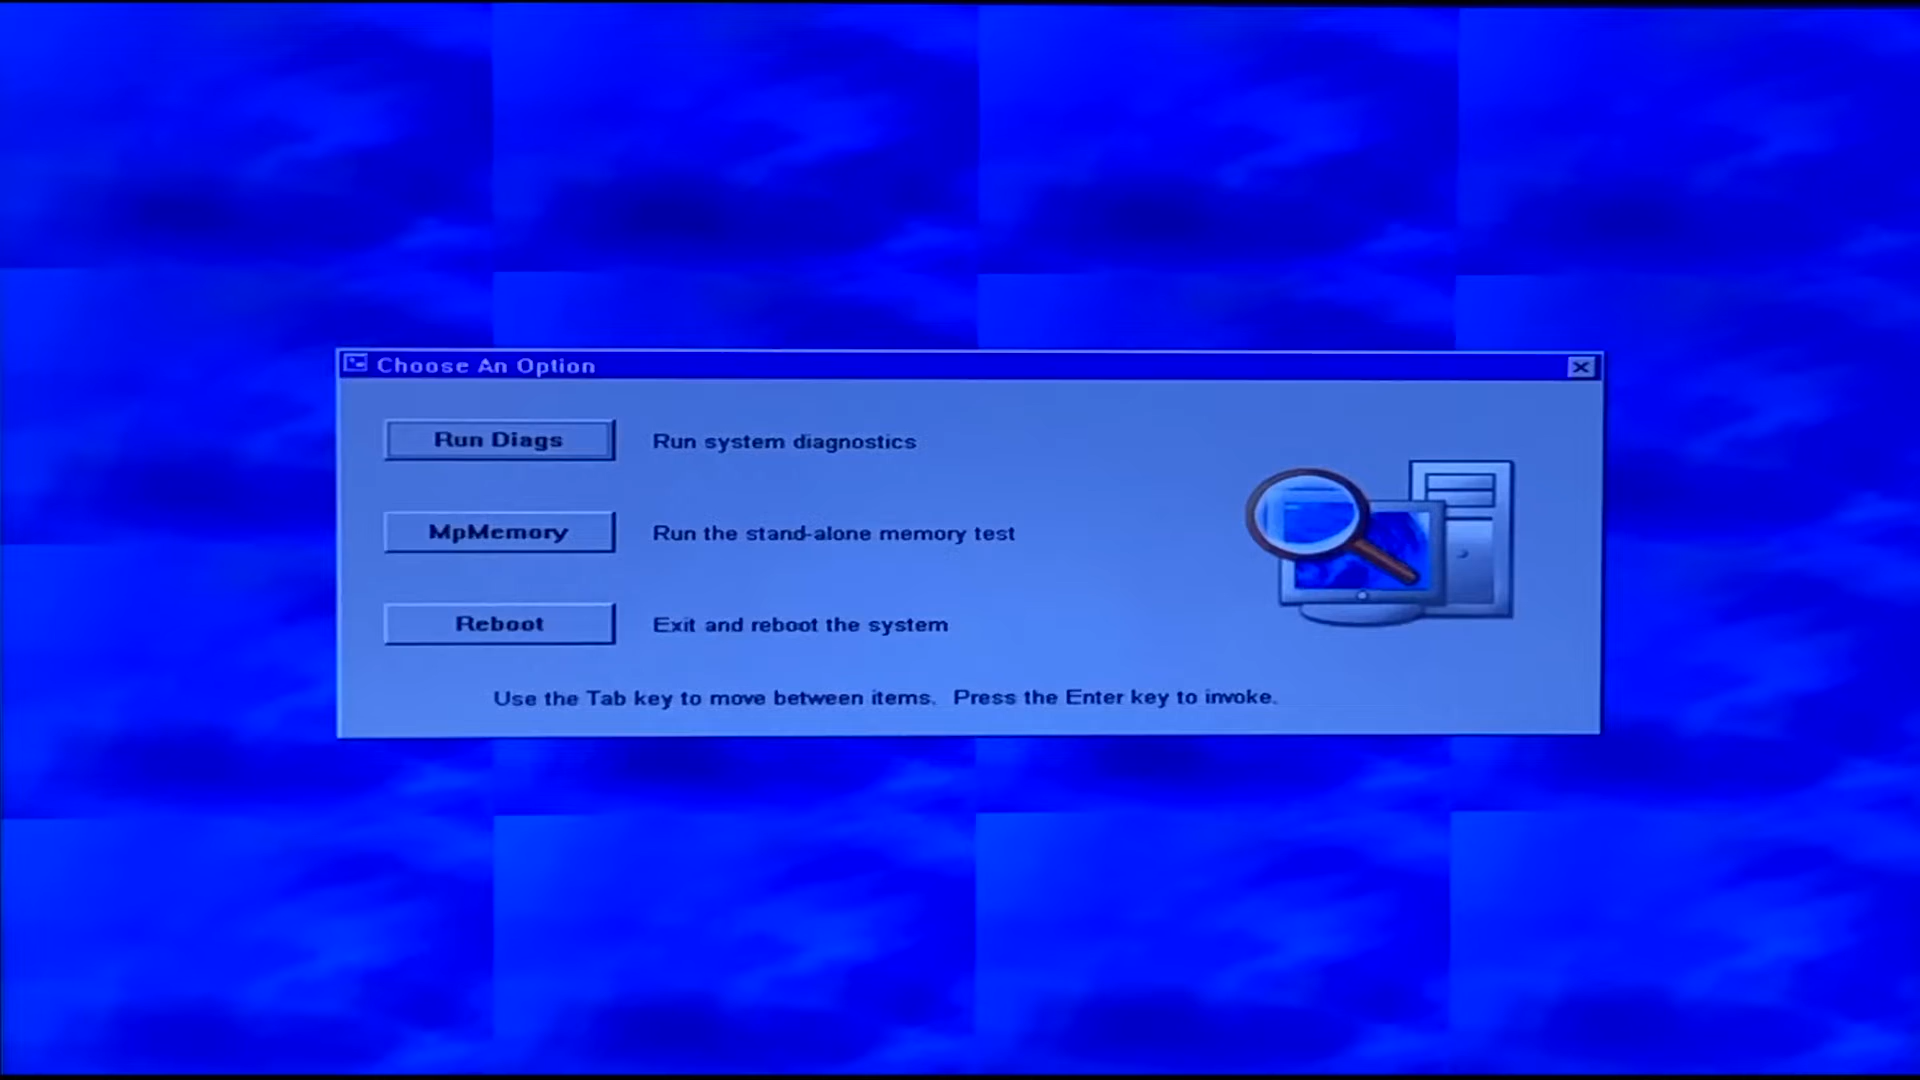 Choose An Option
Run Diags Run system diagnostics
MpMemory Run the stand-alone memory test
Reboot Exit and reboot the system
Use the Tab key to move between items. Press the Enter key to invoke.